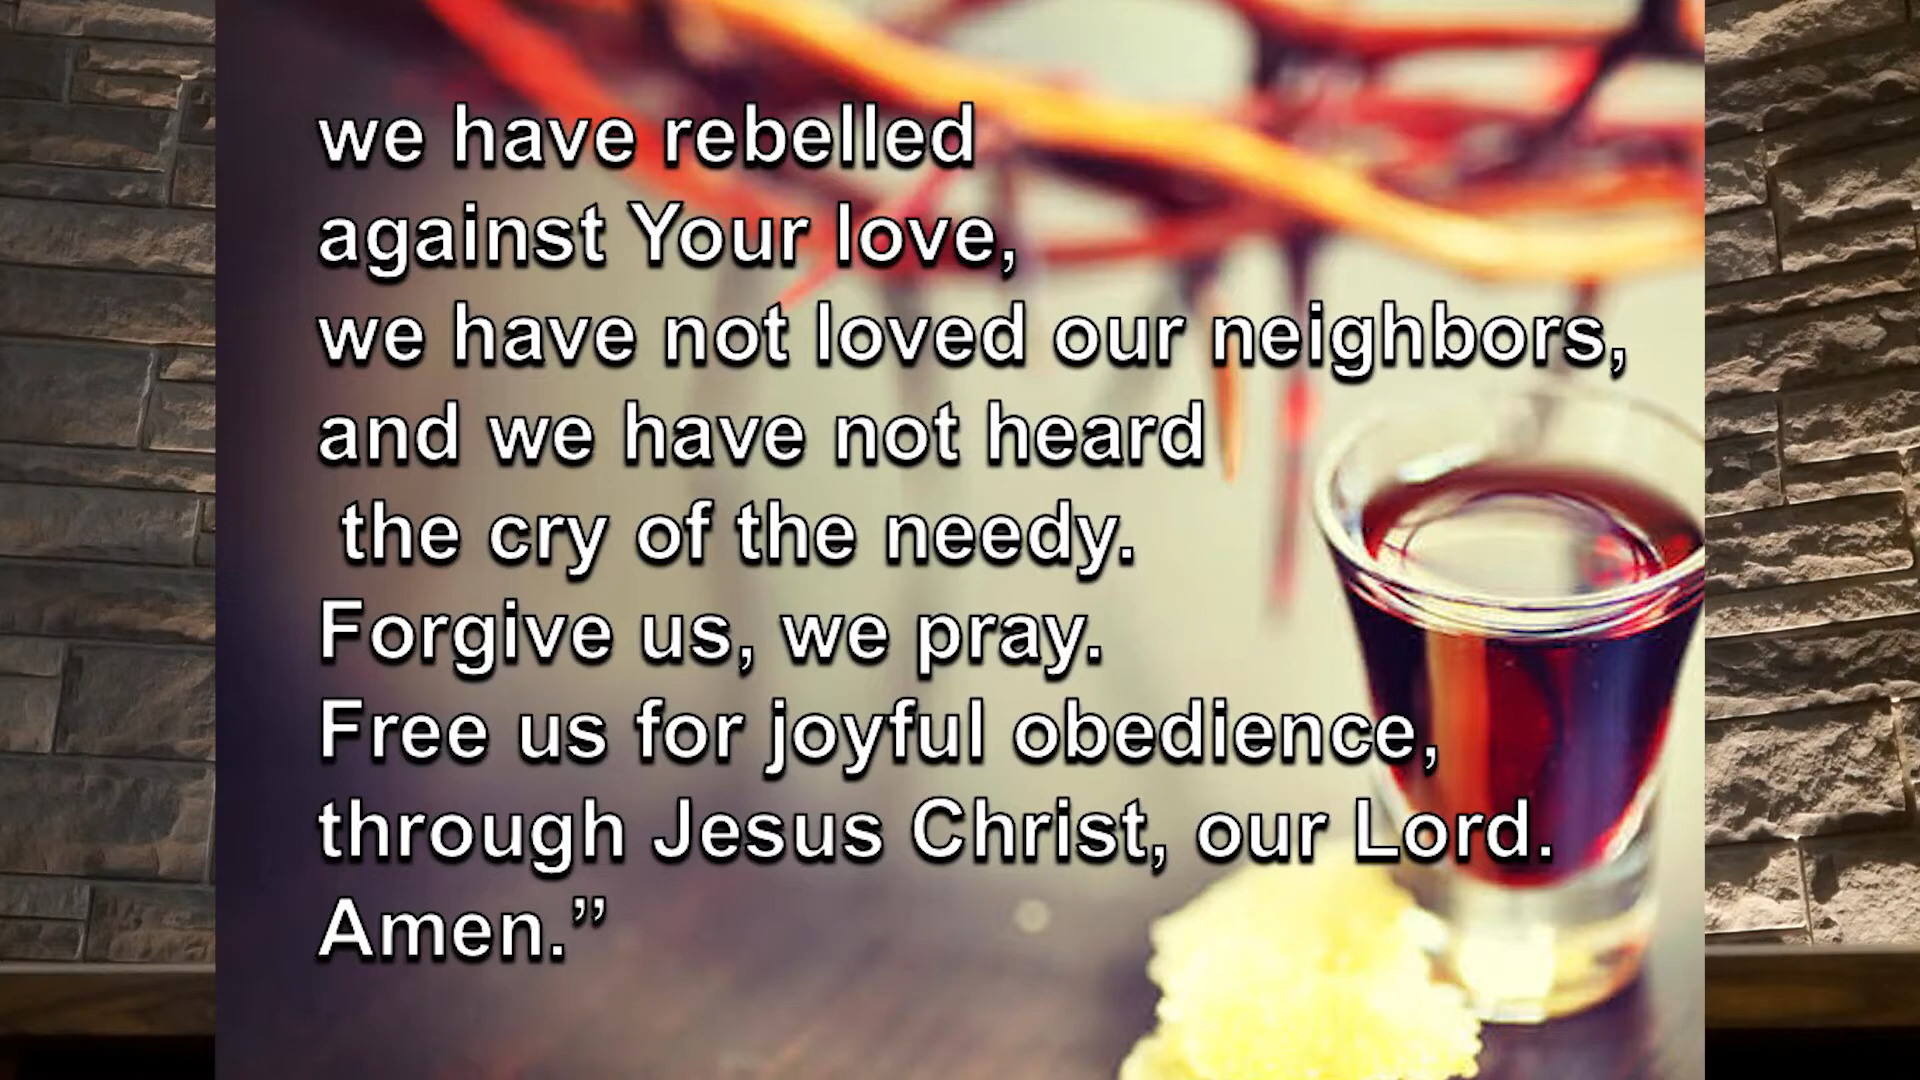 we have rebelled
against Your love,
we have not loved our neighbors,
and we have not heard
the cry of the needy.
Forgive us, we pray.
Free us for joyful obedience,
through Jesus Christ, our Lord.
Amen.”